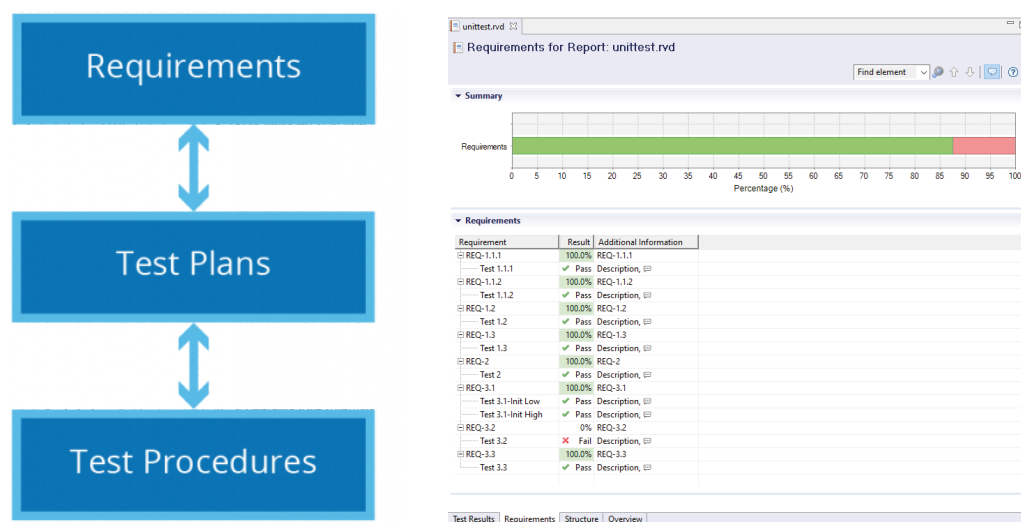 Requirements
Test Plans
Test Procedures
unittest.rvd
Requirements for Report: unittest.rvd
Find element
Summary
Requirements
0 5 10 15 20 25 30 35 40 45 50 55 60 65 70 75 80 85 90 95 100
Percentage (%)
Requirements
Requirement Result Additional Information
REQ-1.1.1 100.0% REQ-1.1.1
Test 1.1.1 Pass Description,
REQ-1.1.2 100.0% REQ-1.1.2
Test 1.1.2 Pass Description,
REQ-1.2 100.0% REQ-1.2
Test 1.2 Pass Description,
REQ-1.3 100.0% REQ-1.3
Test 1.3 Pass Description,
REQ-2 100.0% REQ-2
Test 2 Pass Description,
REQ-3.1 100.0% REQ-3.1
Test 3.1-Init Low Pass Description,
Test 3.1-Init High Pass Description,
REQ-3.2 0% REQ-3.2
Test 3.2 Fail Description,
REQ-3.3 100.0% REQ-3.3
Test 3.3 Pass Description,
Test Results Requirements Structure Overview